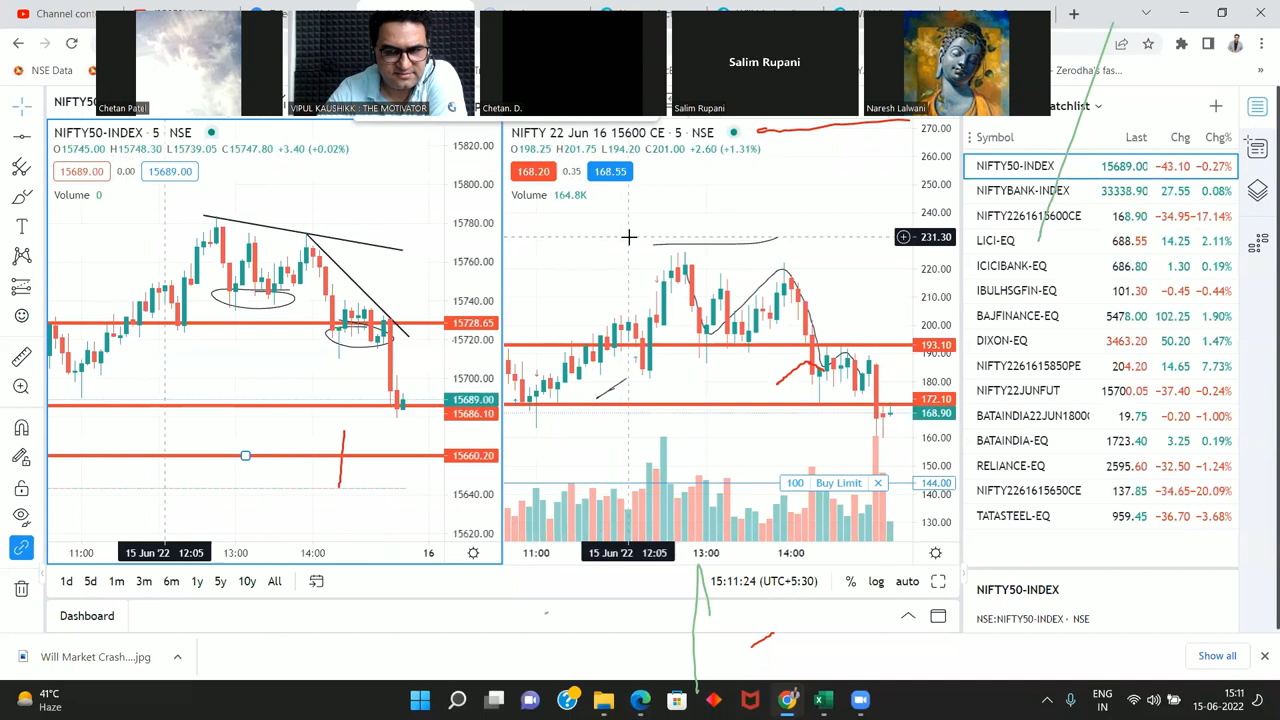 NSE Data
Chetan Patel
VIPUL KAUSHIKK : THE MOTIVATOR
Chetan. D.
Salim Rupani
Salim Rupani
Naresh Lalwani
Zerodha's fa...
NIFTY50-INDEX · 5 · NSE
O15745.00 H15748.30 L15739.05 C15747.80 +3.40 (+0.02%)
15689.00 0.00 15689.00
Volume 0
15820.00
15800.00
15780.00
15760.00
15740.00
15728.65
15720.00
15700.00
15689.00
15686.10
15660.20
15640.00
15620.00
11:00 15 Jun '22 12:05 13:00 14:00 16
NIFTY 22 Jun 16 15600 CE · 5 · NSE
O198.25 H201.75 L194.20 C201.00 +2.60 (+1.31%)
168.20 0.35 168.55
Volume 164.8K
270.00
260.00
250.00
240.00
231.30
220.00
210.00
200.00
193.10
190.00
180.00
172.10
168.90
160.00
150.00
100 Buy Limit 144.00
140.00
130.00
11:00 15 Jun '22 12:05 13:00 14:00
Symbol Last Chg Chg%
NIFTY50-INDEX 15689.00 −43.10 −0.27%
NIFTYBANK-INDEX 33338.90 27.55 0.08%
NIFTY2261615600CE 168.90 −34.95 −17.14%
LICI-EQ 688.55 14.25 2.11%
ICICIBANK-EQ 686.80 1.30 0.19%
IBULHSGFIN-EQ 101.30 −0.45 −0.44%
BAJFINANCE-EQ 5478.00 102.25 1.90%
DIXON-EQ 3463.20 50.20 1.47%
NIFTY2261615850PE 204.20 14.65 7.73%
NIFTY22JUNFUT 15700.05 −37.40 −0.24%
BATAINDIA22JUN1800 19.75 −0.20 −1.00%
BATAINDIA-EQ 1723.40 3.25 0.19%
RELIANCE-EQ 2595.60 −32.50 −1.24%
NIFTY2261615650CE 137.85 −34.65 −20.09%
TATASTEEL-EQ 959.45 −36.70 −3.68%
1d 5d 1m 3m 6m 1y 5y 10y All
15:11:24 (UTC+5:30) % log auto
NIFTY50-INDEX
NSE:NIFTY50-INDEX · NSE
Dashboard
Will Market Crash....jpg
Show all
41°C
Haze
ENG
IN
15:11
15-06-2022